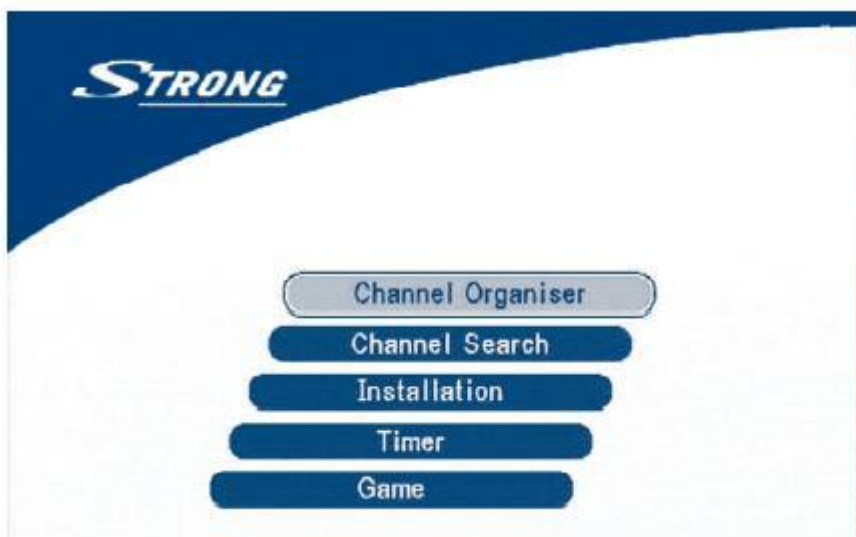 STRONG
Channel Organiser
Channel Search
Installation
Timer
Game